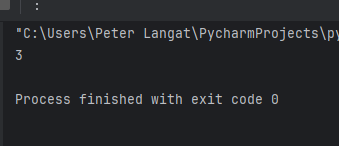 :
"C:\Users\Peter Langat\PycharmProjects\py
3
Process finished with exit code 0